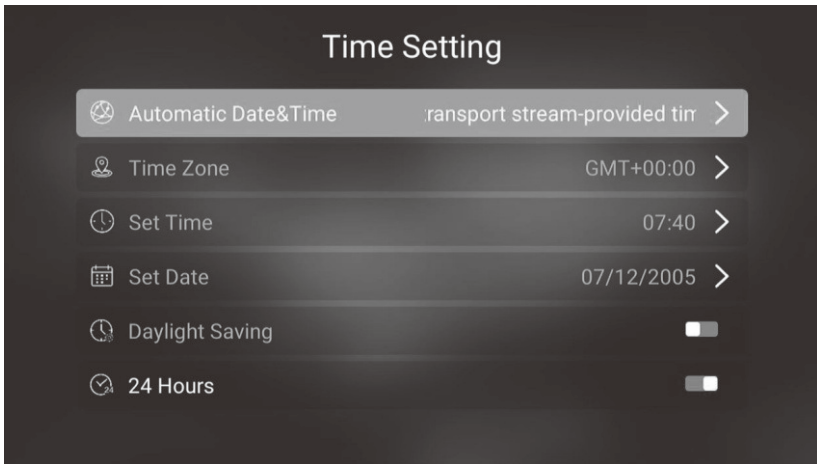 Time Setting
Automatic Date&Time transport stream-provided tim
Time Zone GMT+00:00
Set Time 07:40
Set Date 07/12/2005
Daylight Saving
24 Hours